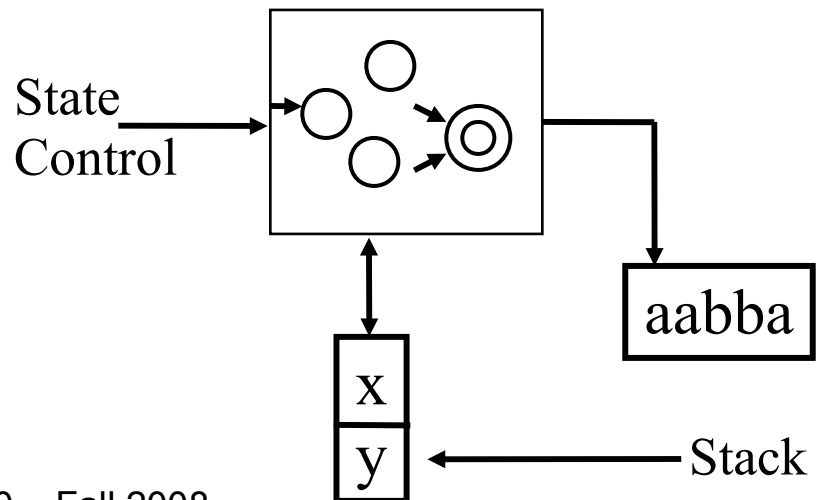 State
Control
aabba
x
y
Stack
Fall 2008